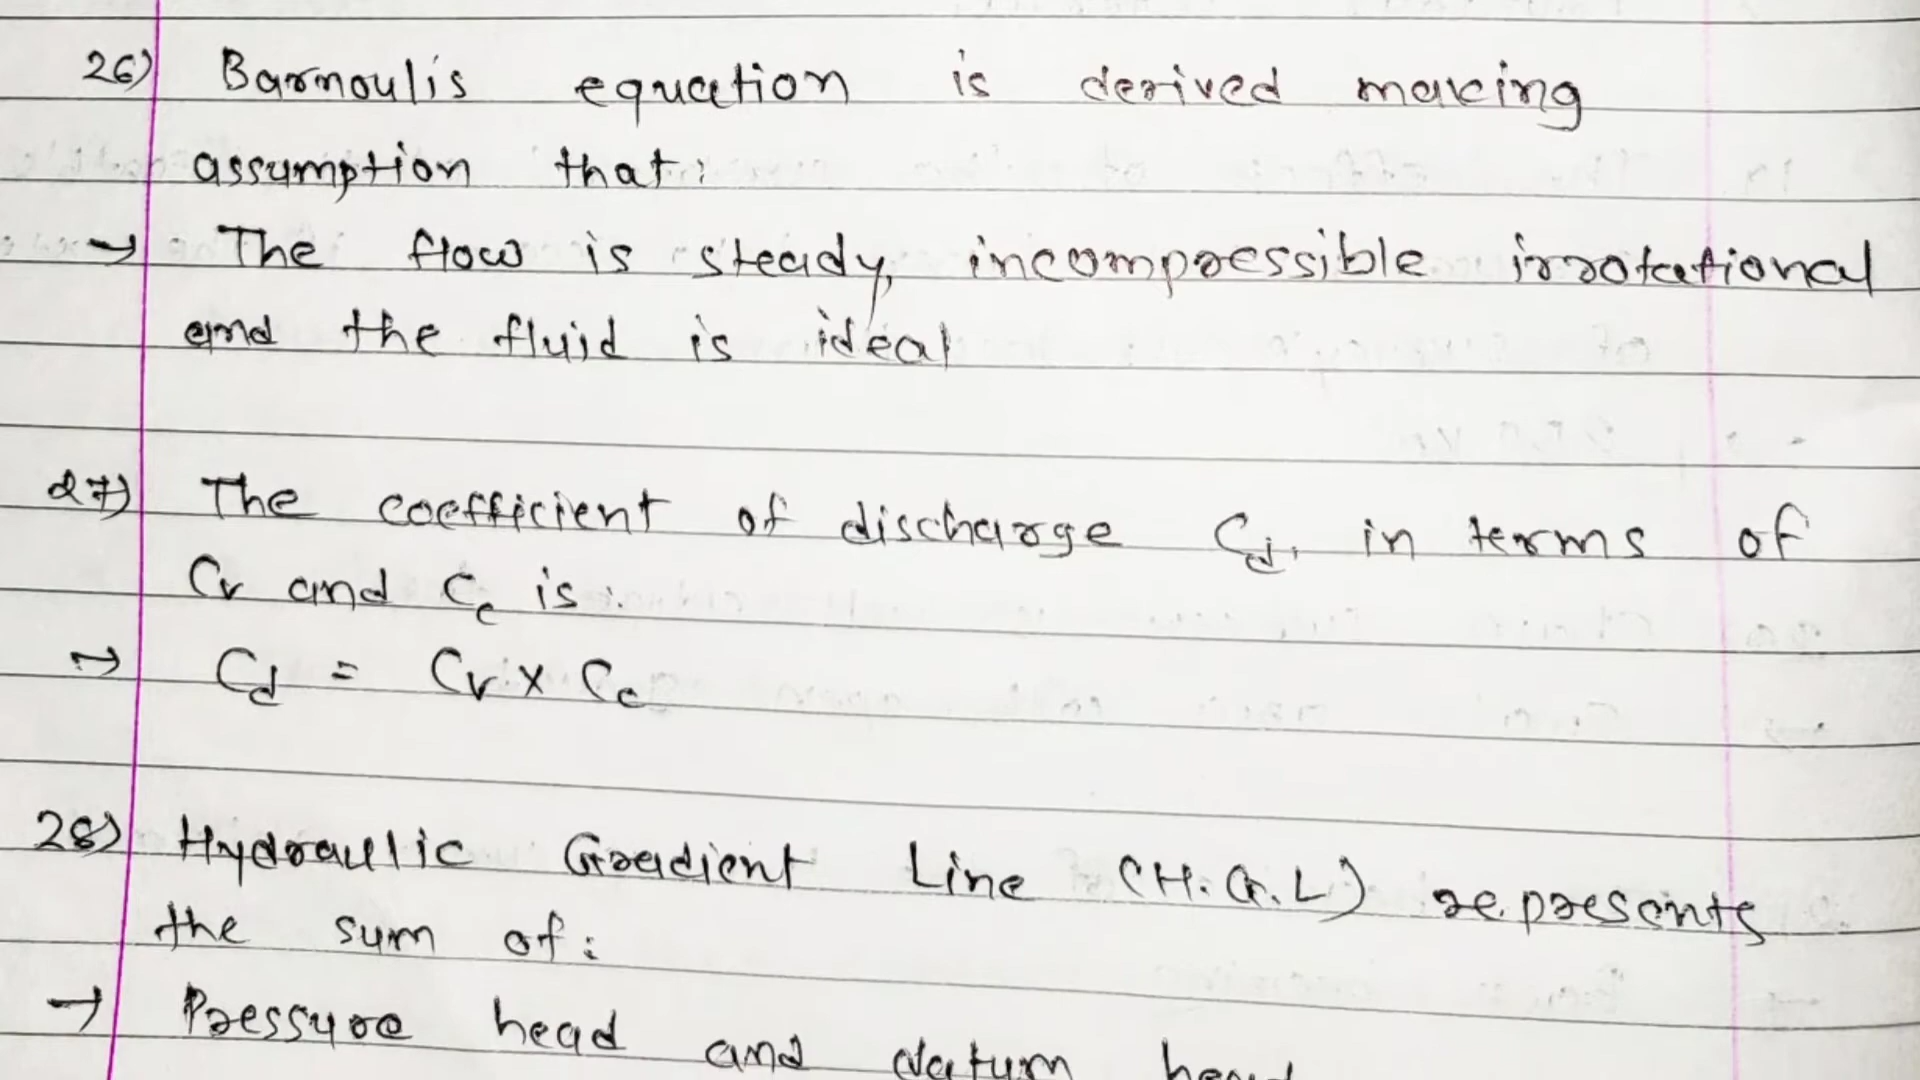 26) Barnoulis equation is derived making
assumption that:
→ The flow is steady, incompressible irrotational
and the fluid is ideal
27) The coefficient of discharge Cd, in terms of
Cv and Cc is:
→ Cd = Cv x Cc
28) Hydraulic Gradient Line (H.G.L) represents
the sum of:
→ Pressure head and datum head